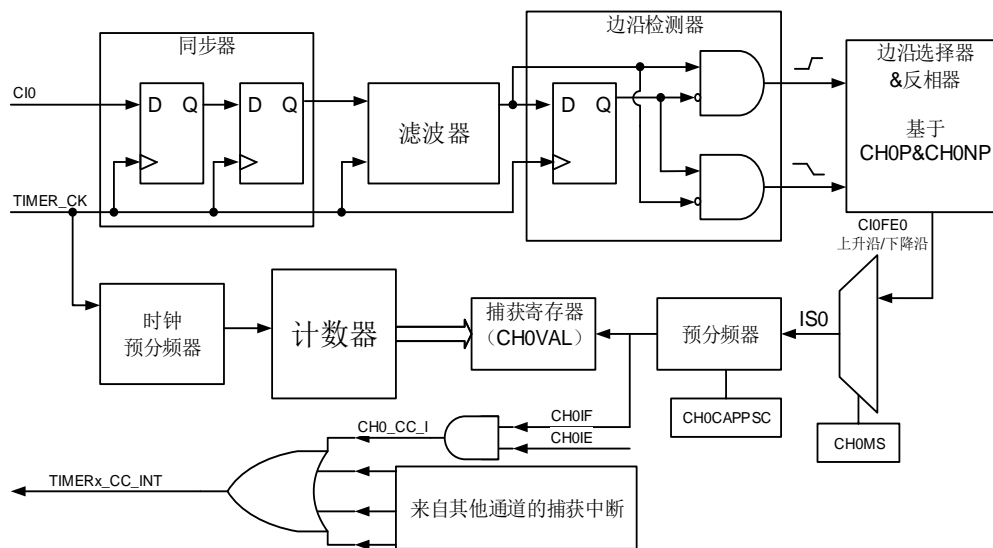 同步器
边沿检测器
CI0
D Q
D Q
滤波器
D Q
边沿选择器
&反相器
基于
CH0P&CH0NP
TIMER_CK
CI0FE0
上升沿/下降沿
时钟
预分频器
计数器
捕获寄存器
（CH0VAL）
预分频器
IS0
CH0CAPPSC
CH0MS
CH0IF
CH0_CC_I
CH0IE
TIMERx_CC_INT
来自其他通道的捕获中断